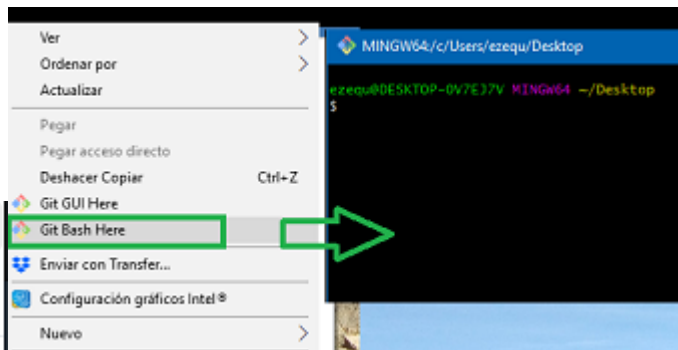 Ver
Ordenar por
Actualizar
Pegar
Pegar acceso directo
Deshacer Copiar Ctrl+Z
Git GUI Here
Git Bash Here
Enviar con Transfer...
Configuración gráficos Intel®
Nuevo
MINGW64:/c/Users/ezequ/Desktop
ezequ@DESKTOP-0V7EJ7V MINGW64 ~/Desktop
$